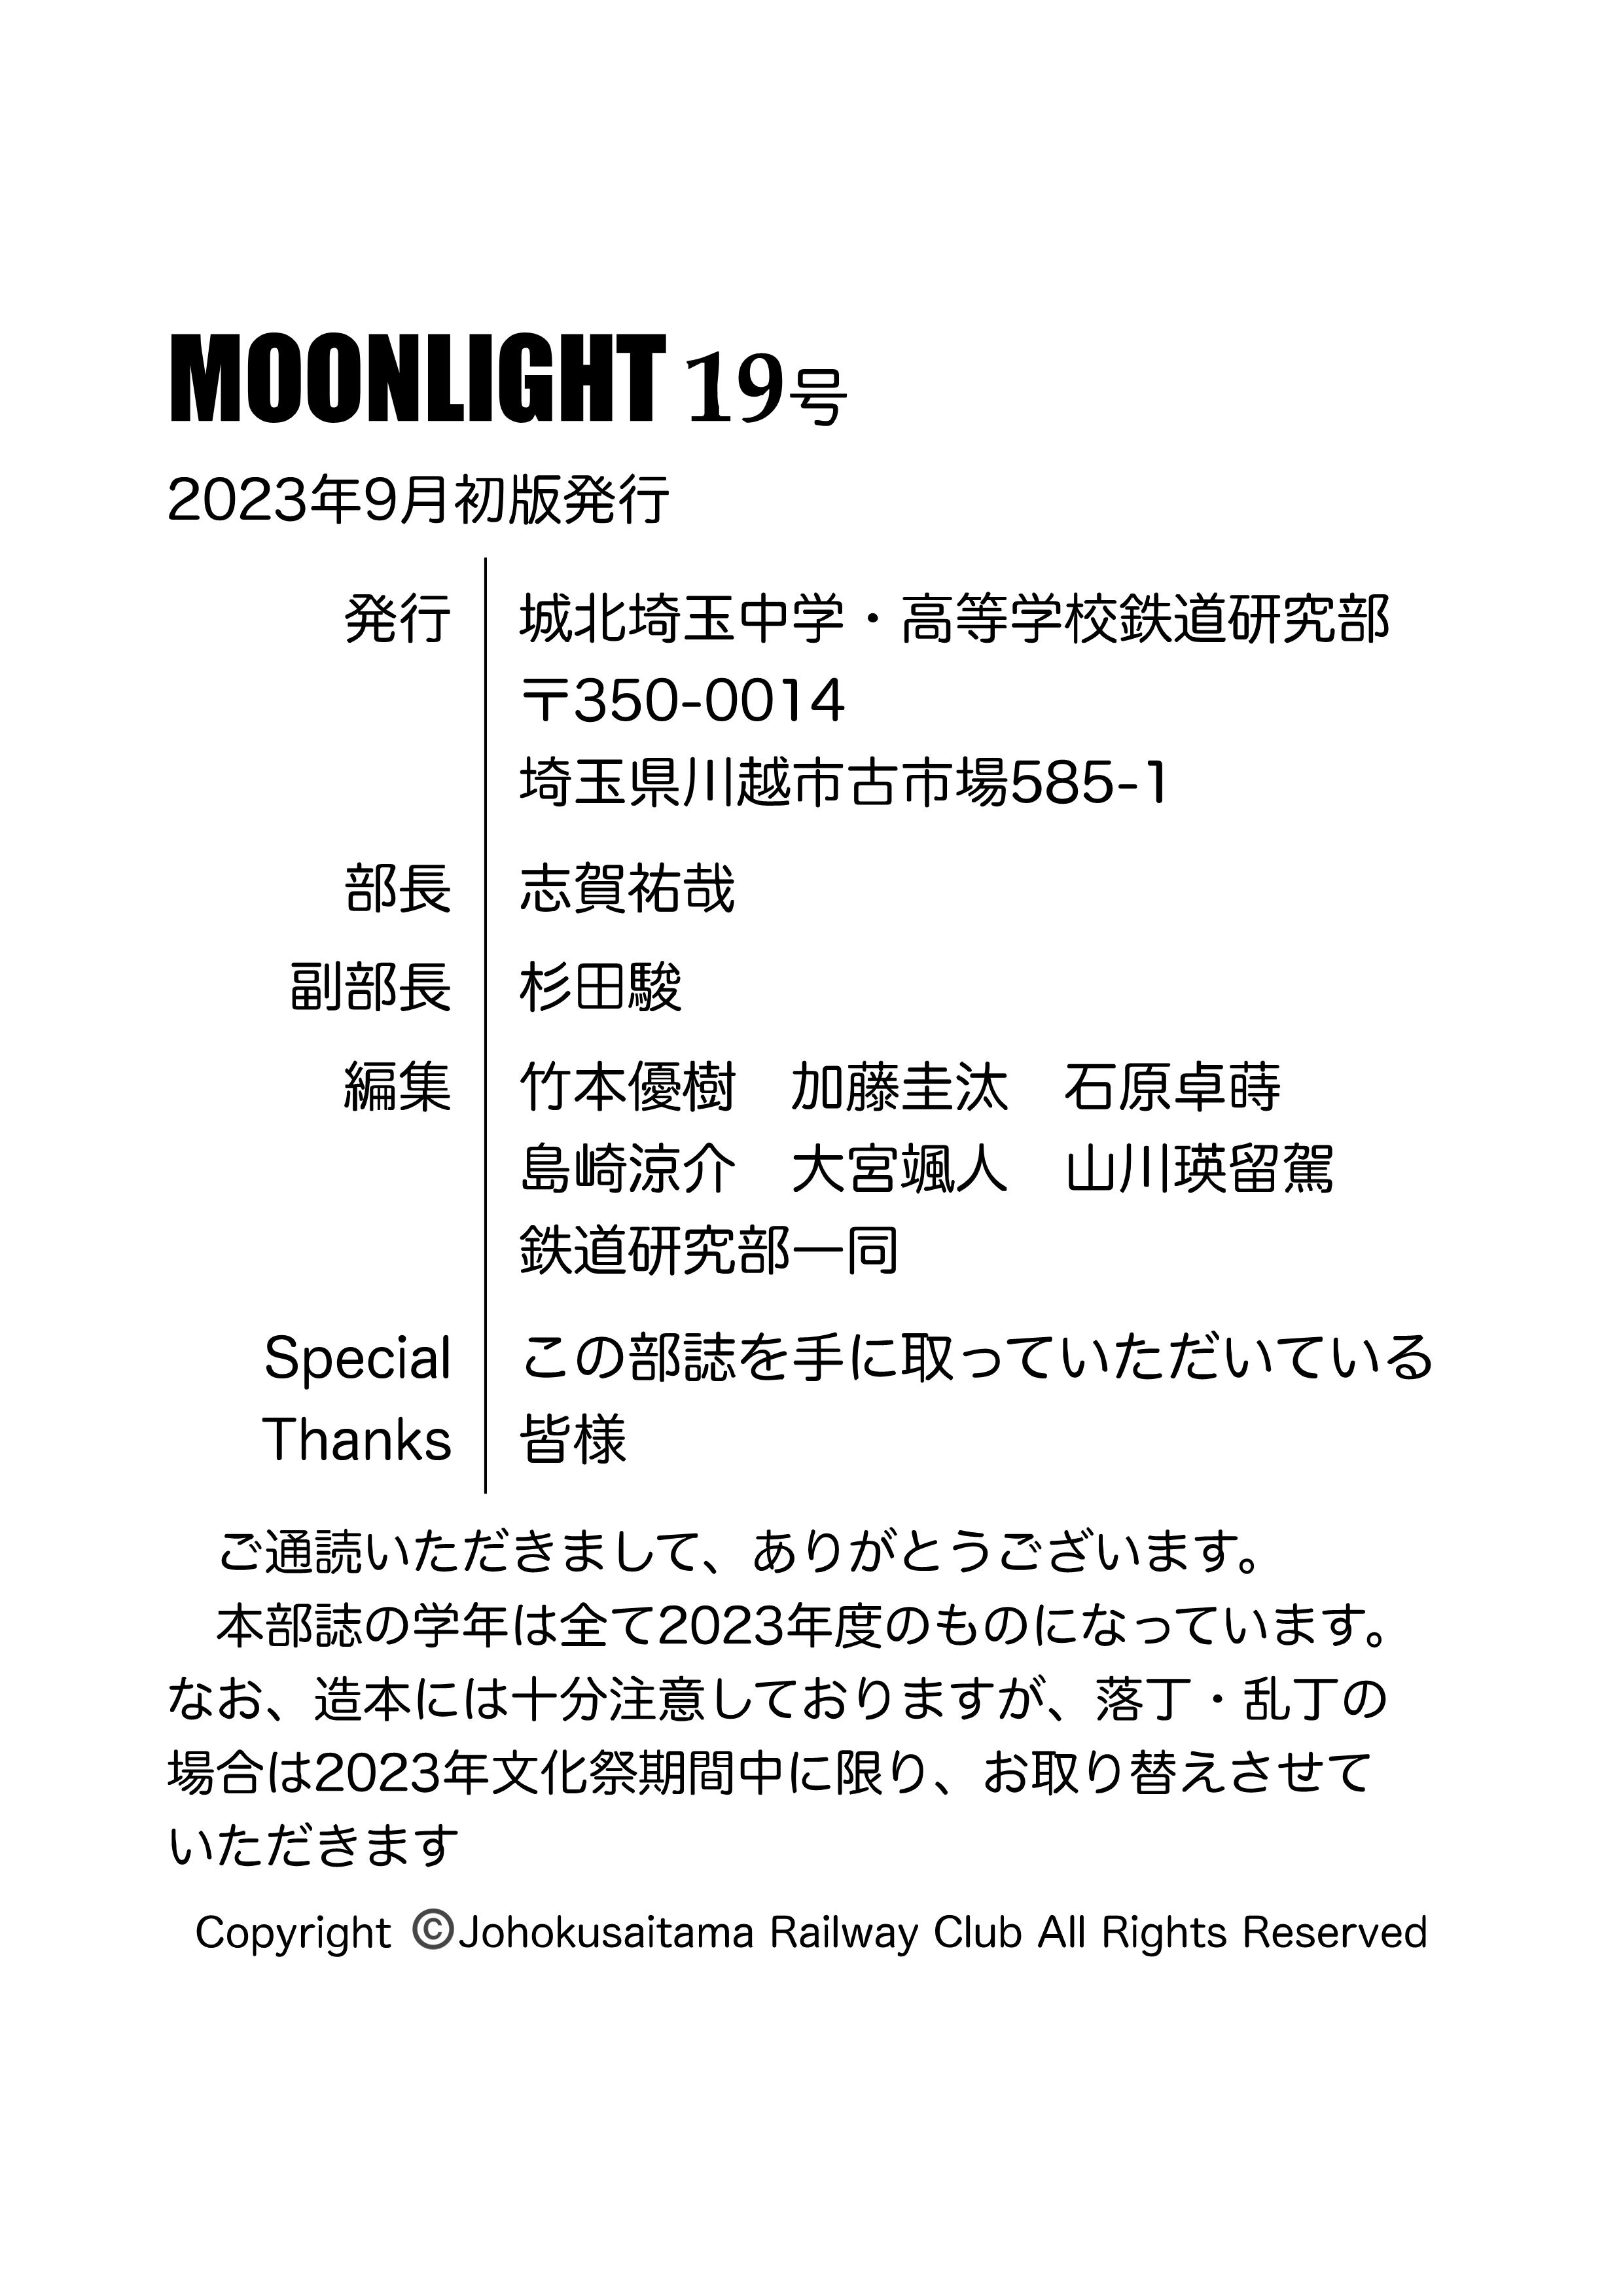 MOONLIGHT 19号
2023年9月初版発行
発行 城北埼玉中学・高等学校鉄道研究部
〒350-0014
埼玉県川越市古市場585-1
部長 志賀祐哉
副部長 杉田駿
編集 竹本優樹　加藤圭汰　石原卓蒔
島崎涼介　大宮颯人　山川瑛留駕
鉄道研究部一同
Special この部誌を手に取っていただいている
Thanks 皆様
ご通読いただきまして、ありがとうございます。
本部誌の学年は全て2023年度のものになっています。
なお、造本には十分注意しておりますが、落丁・乱丁の
場合は2023年文化祭期間中に限り、お取り替えさせて
いただきます
Copyright ©Johokusaitama Railway Club All Rights Reserved